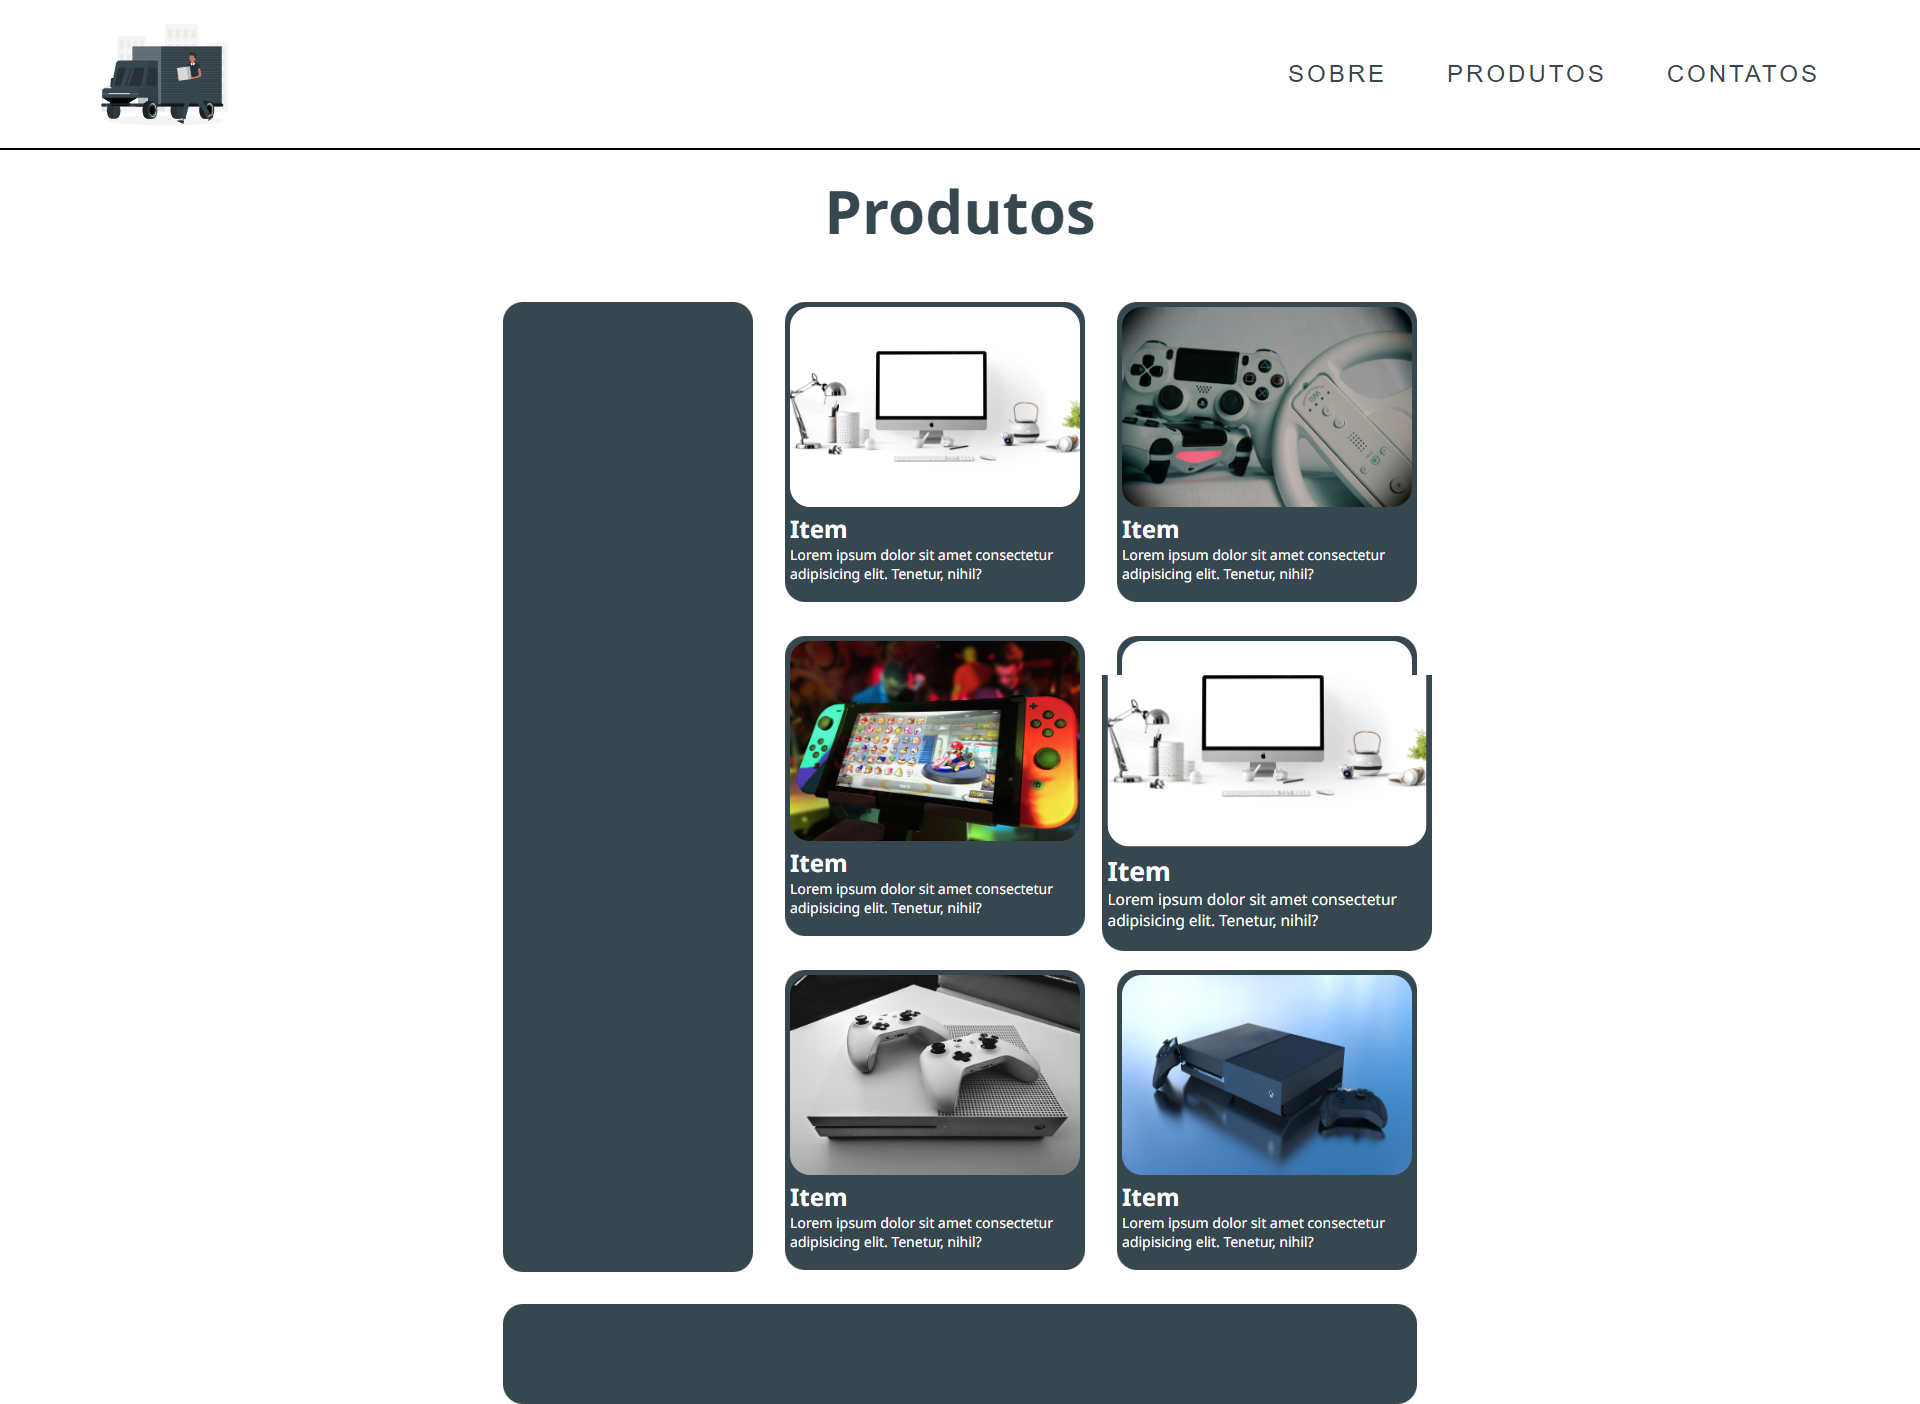 SOBRE PRODUTOS CONTATOS
Produtos
Item
Lorem ipsum dolor sit amet consectetur
adipisicing elit. Tenetur, nihil?
Item
Lorem ipsum dolor sit amet consectetur
adipisicing elit. Tenetur, nihil?
Item
Lorem ipsum dolor sit amet consectetur
adipisicing elit. Tenetur, nihil?
Item
Lorem ipsum dolor sit amet consectetur
adipisicing elit. Tenetur, nihil?
Item
Lorem ipsum dolor sit amet consectetur
adipisicing elit. Tenetur, nihil?
Item
Lorem ipsum dolor sit amet consectetur
adipisicing elit. Tenetur, nihil?